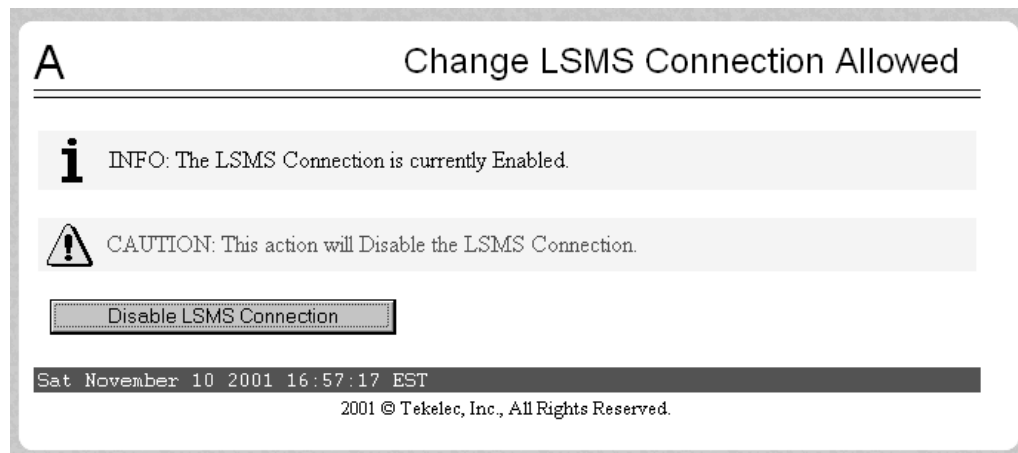 A Change LSMS Connection Allowed
i INFO: The LSMS Connection is currently Enabled.
! CAUTION: This action will Disable the LSMS Connection.
Disable LSMS Connection
Sat November 10 2001 16:57:17 EST
2001 © Tekelec, Inc., All Rights Reserved.